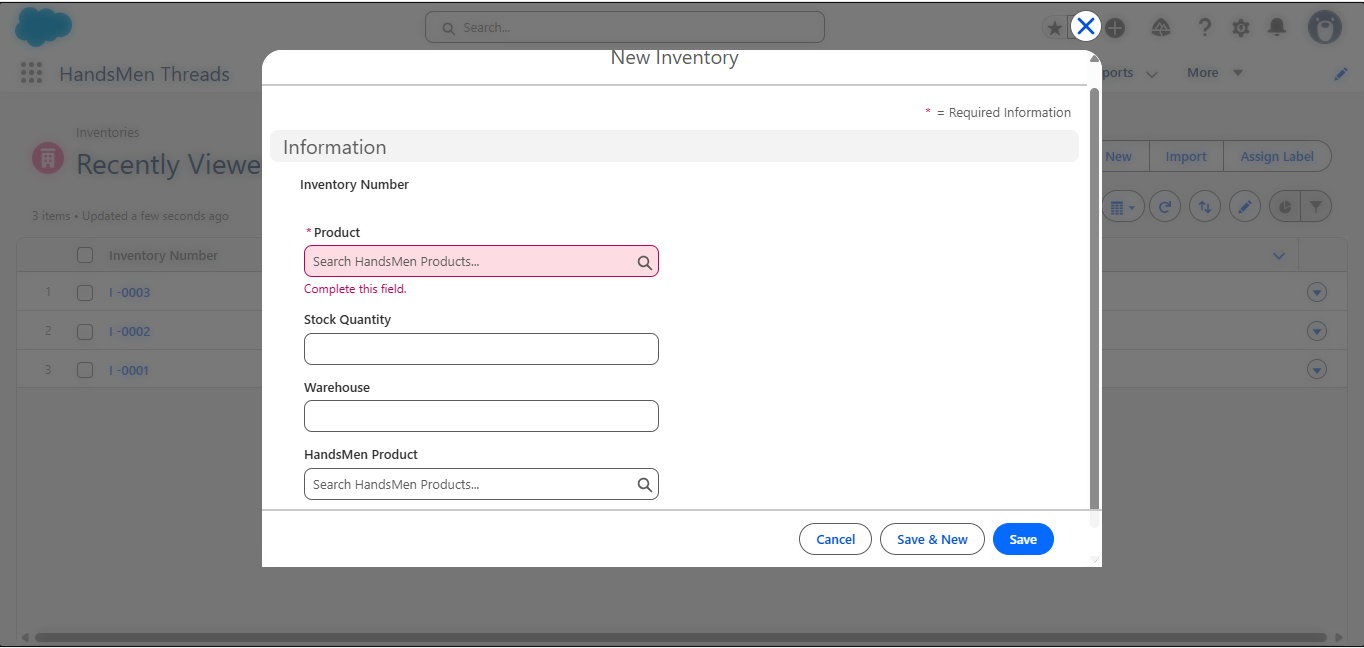 Search...
HandsMen Threads
ports
More
Inventories
Recently Viewe
New
Import
Assign Label
3 items • Updated a few seconds ago
Inventory Number
1
I -0003
2
I -0002
3
I -0001
New Inventory
* = Required Information
Information
Inventory Number
* Product
Search HandsMen Products...
Complete this field.
Stock Quantity
Warehouse
HandsMen Product
Search HandsMen Products...
Cancel
Save & New
Save